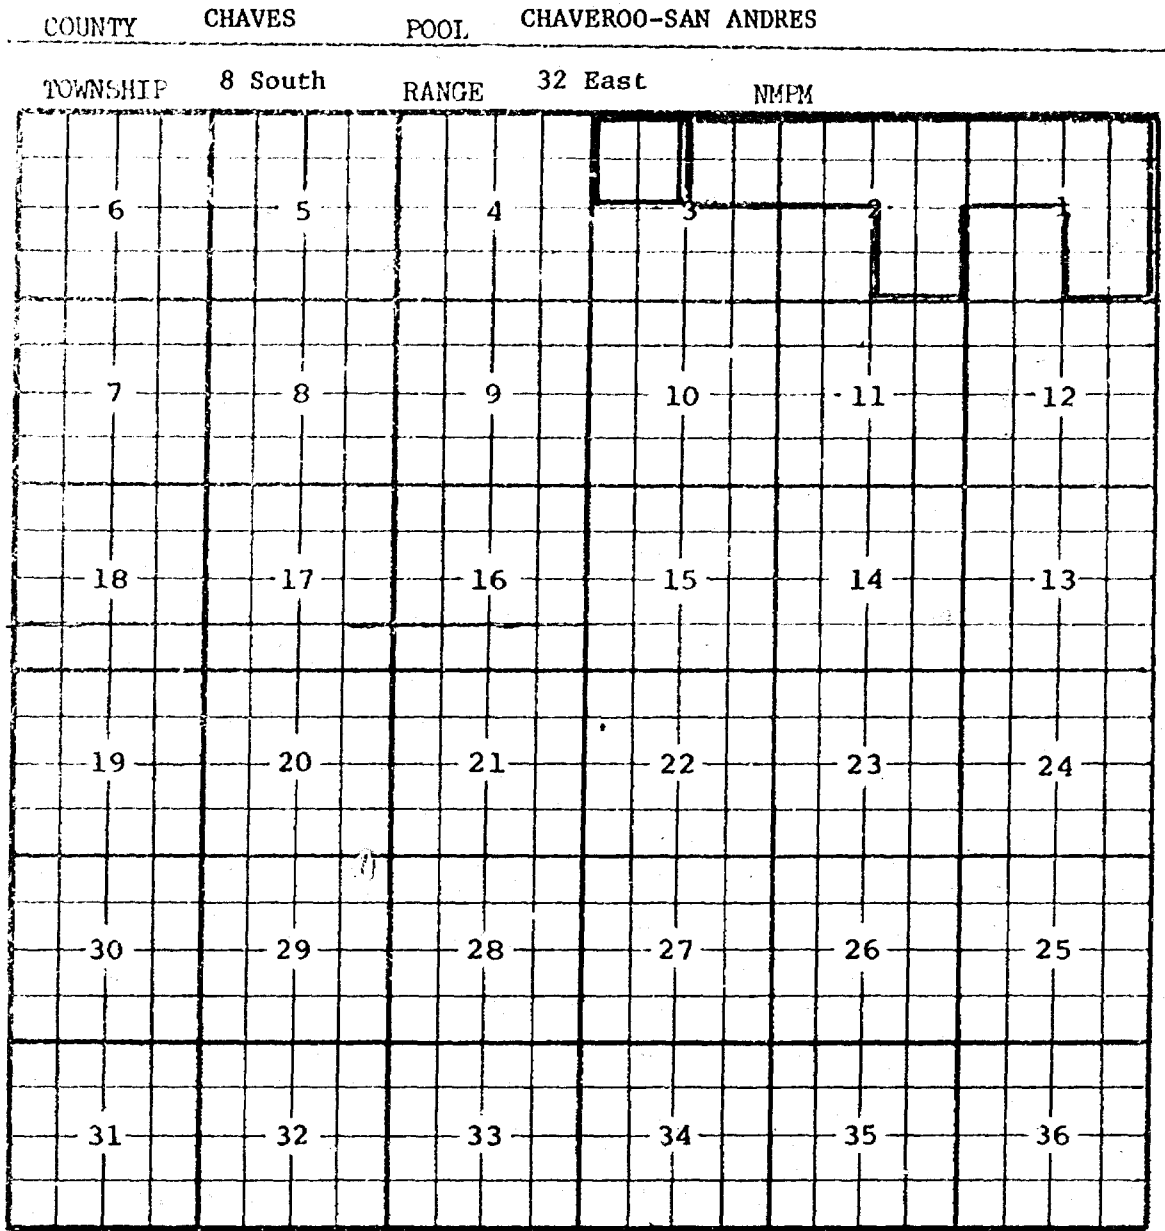 COUNTY CHAVES POOL CHAVEROO-SAN ANDRES
TOWNSHIP 8 South RANGE 32 East NMPM
6 5 4 3 2 1
7 8 9 10 11 12
18 17 16 15 14 13
19 20 21 22 23 24
30 29 28 27 26 25
31 32 33 34 35 36